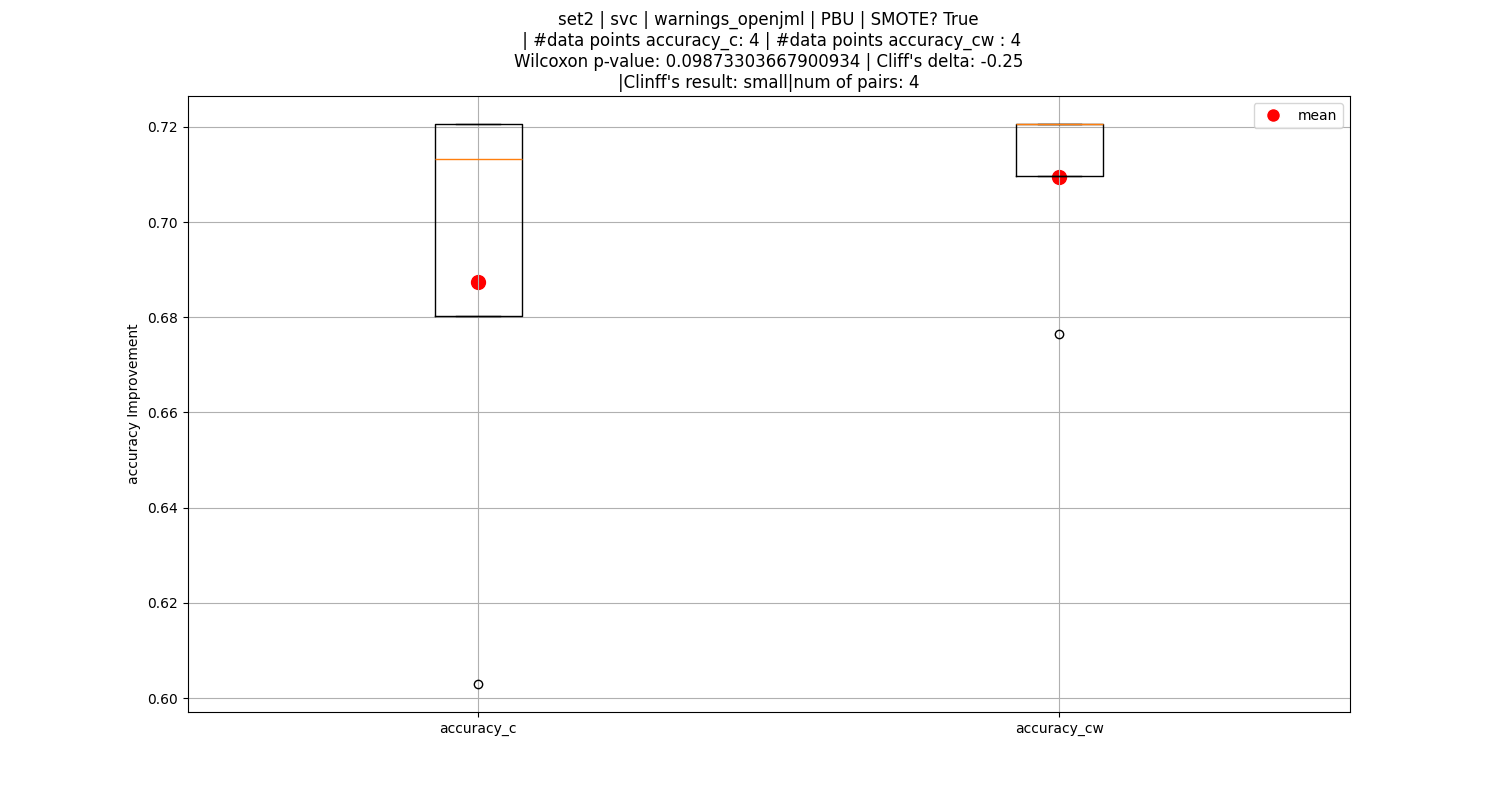 set2 | svc | warnings_openjml | PBU | SMOTE? True
| #data points accuracy_c: 4 | #data points accuracy_cw : 4
Wilcoxon p-value: 0.09873303667900934 | Cliff's delta: -0.25
|Clinff's result: small|num of pairs: 4
mean
0.72
0.70
0.68
0.66
0.64
0.62
0.60
accuracy Improvement
accuracy_c
accuracy_cw